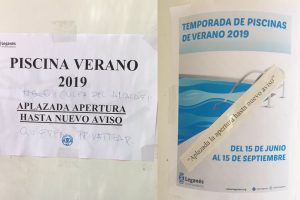 Leganés
PISCINA VERANO
2019
APLAZADA APERTURA
HASTA NUEVO AVISO
TEMPORADA DE PISCINAS
DE VERANO 2019
"Aplazada la apertura hasta nuevo aviso"
DEL 15 DE JUNIO
AL 15 DE SEPTIEMBRE
Leganés